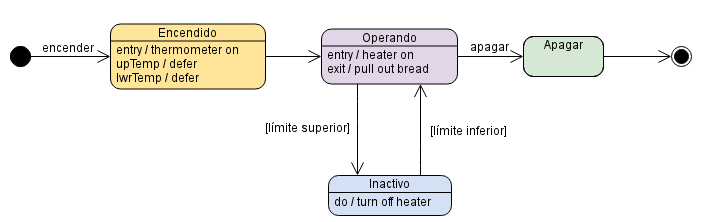 encender
Encendido
entry / thermometer on
upTemp / defer
lwrTemp / defer
Operando
entry / heater on
exit / pull out bread
apagar
Apagar
[límite superior]
[límite inferior]
Inactivo
do / turn off heater